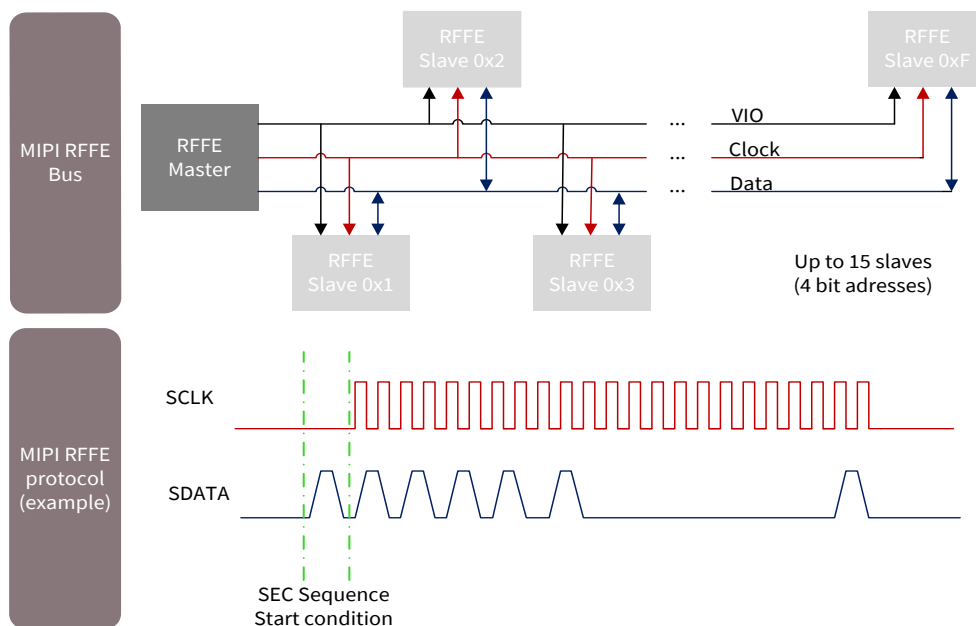 MIPI RFFE
Bus
RFFE
Master
RFFE
Slave 0x2
RFFE
Slave 0xF
...
VIO
...
Clock
...
Data
RFFE
Slave 0x1
RFFE
Slave 0x3
Up to 15 slaves
(4 bit adresses)
MIPI RFFE
protocol
(example)
SCLK
SDATA
SEC Sequence
Start condition